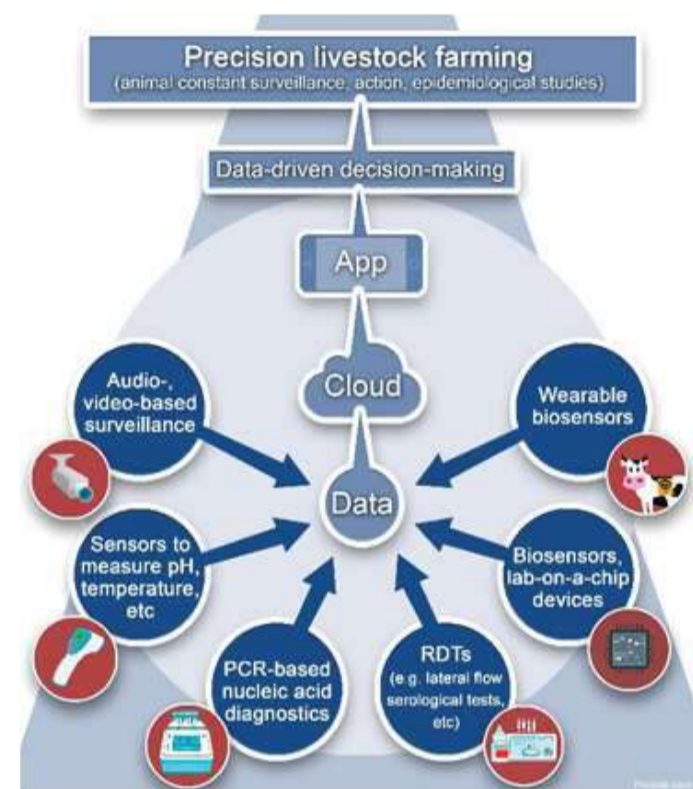 Precision livestock farming
(animal constant surveillance, action, epidemiological studies)
Data-driven decision-making
App
Cloud
Data
Audio-,
video-based
surveillance
Wearable
biosensors
Sensors to
measure pH,
temperature,
etc
Biosensors,
lab-on-a-chip
devices
PCR-based
nucleic acid
diagnostics
RDTs
(e.g. lateral flow
serological tests,
etc)